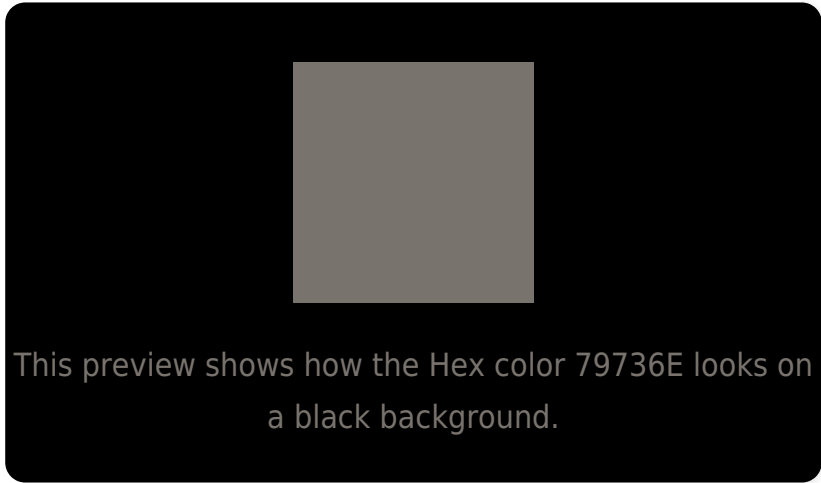 This preview shows how the Hex color 79736E looks on
a black background.